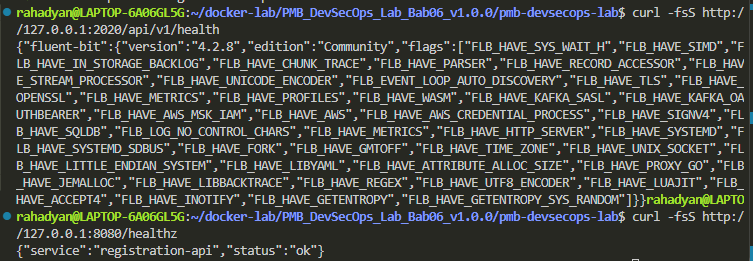 rahadyan@LAPTOP-6A06GL5G:~/docker-lab/PMB_DevSecOps_Lab_Bab06_v1.0.0/pmb-devsecops-lab$ curl -fsS http:/
/127.0.0.1:2020/api/v1/health
{"fluent-bit":{"version":"4.2.8","edition":"Community","flags":["FLB_HAVE_SYS_WAIT_H","FLB_HAVE_SIMD","F
LB_HAVE_IN_STORAGE_BACKLOG","FLB_HAVE_CHUNK_TRACE","FLB_HAVE_PARSER","FLB_HAVE_RECORD_ACCESSOR","FLB_HAV
E_STREAM_PROCESSOR","FLB_HAVE_UNICODE_ENCODER","FLB_EVENT_LOOP_AUTO_DISCOVERY","FLB_HAVE_TLS","FLB_HAVE_
OPENSSL","FLB_HAVE_METRICS","FLB_HAVE_PROFILES","FLB_HAVE_WASM","FLB_HAVE_KAFKA_SASL","FLB_HAVE_KAFKA_OA
UTHBEARER","FLB_HAVE_AWS_MSK_IAM","FLB_HAVE_AWS","FLB_HAVE_AWS_CREDENTIAL_PROCESS","FLB_HAVE_SIGNV4","FL
B_HAVE_SQLDB","FLB_LOG_NO_CONTROL_CHARS","FLB_HAVE_METRICS","FLB_HAVE_HTTP_SERVER","FLB_HAVE_SYSTEMD","F
LB_HAVE_SYSTEMD_SDBUS","FLB_HAVE_FORK","FLB_HAVE_GMTOFF","FLB_HAVE_TIME_ZONE","FLB_HAVE_UNIX_SOCKET","FL
B_HAVE_LITTLE_ENDIAN_SYSTEM","FLB_HAVE_LIBYAML","FLB_HAVE_ATTRIBUTE_ALLOC_SIZE","FLB_HAVE_PROXY_GO","FLB
_HAVE_JEMALLOC","FLB_HAVE_LIBBACKTRACE","FLB_HAVE_REGEX","FLB_HAVE_UTF8_ENCODER","FLB_HAVE_LUAJIT","FLB_
HAVE_ACCEPT4","FLB_HAVE_INOTIFY","FLB_HAVE_GETENTROPY","FLB_HAVE_GETENTROPY_SYS_RANDOM"]}}rahadyan@LAPTO
rahadyan@LAPTOP-6A06GL5G:~/docker-lab/PMB_DevSecOps_Lab_Bab06_v1.0.0/pmb-devsecops-lab$ curl -fsS http:/
/127.0.0.1:8080/healthz
{"service":"registration-api","status":"ok"}